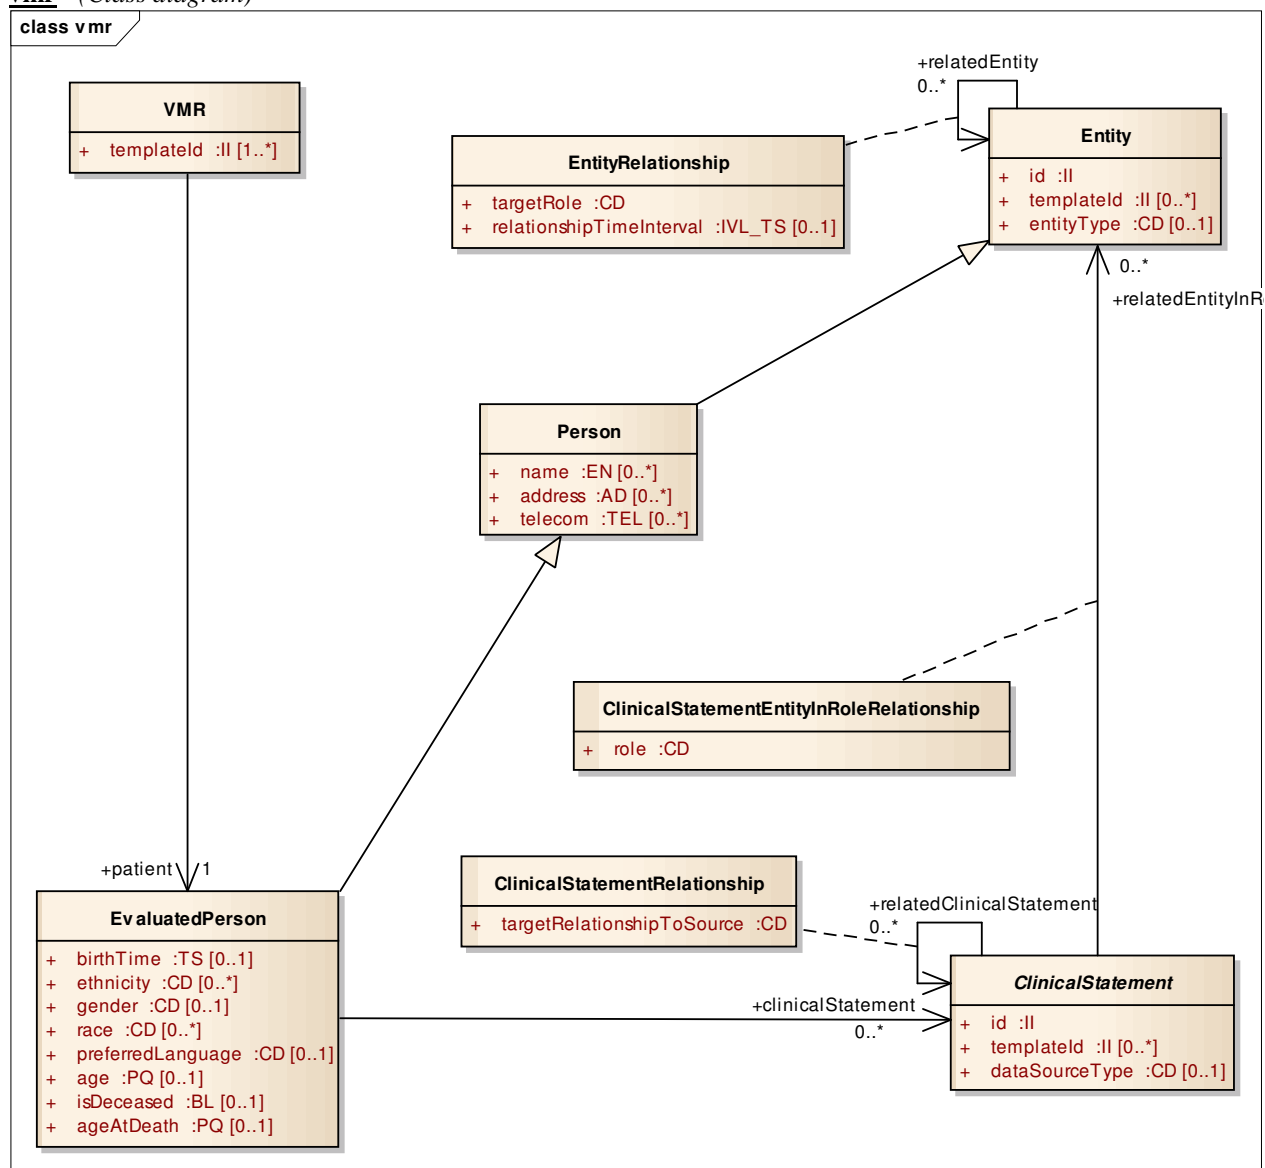 vmr (Class diagram)
class vmr
+relatedEntity
0..*
VMR
+ templateId :II [1..*]
EntityRelationship
+ targetRole :CD
+ relationshipTimeInterval :IVL_TS [0..1]
Entity
+ id :II
+ templateId :II [0..*]
+ entityType :CD [0..1]
0..*
+relatedEntityInR
Person
+ name :EN [0..*]
+ address :AD [0..*]
+ telecom :TEL [0..*]
ClinicalStatementEntityInRoleRelationship
+ role :CD
+patient 1
ClinicalStatementRelationship
+ targetRelationshipToSource :CD
+relatedClinicalStatement
0..*
EvaluatedPerson
+ birthTime :TS [0..1]
+ ethnicity :CD [0..*]
+ gender :CD [0..1]
+ race :CD [0..*]
+ preferredLanguage :CD [0..1]
+ age :PQ [0..1]
+ isDeceased :BL [0..1]
+ ageAtDeath :PQ [0..1]
+clinicalStatement
0..*
ClinicalStatement
+ id :II
+ templateId :II [0..*]
+ dataSourceType :CD [0..1]